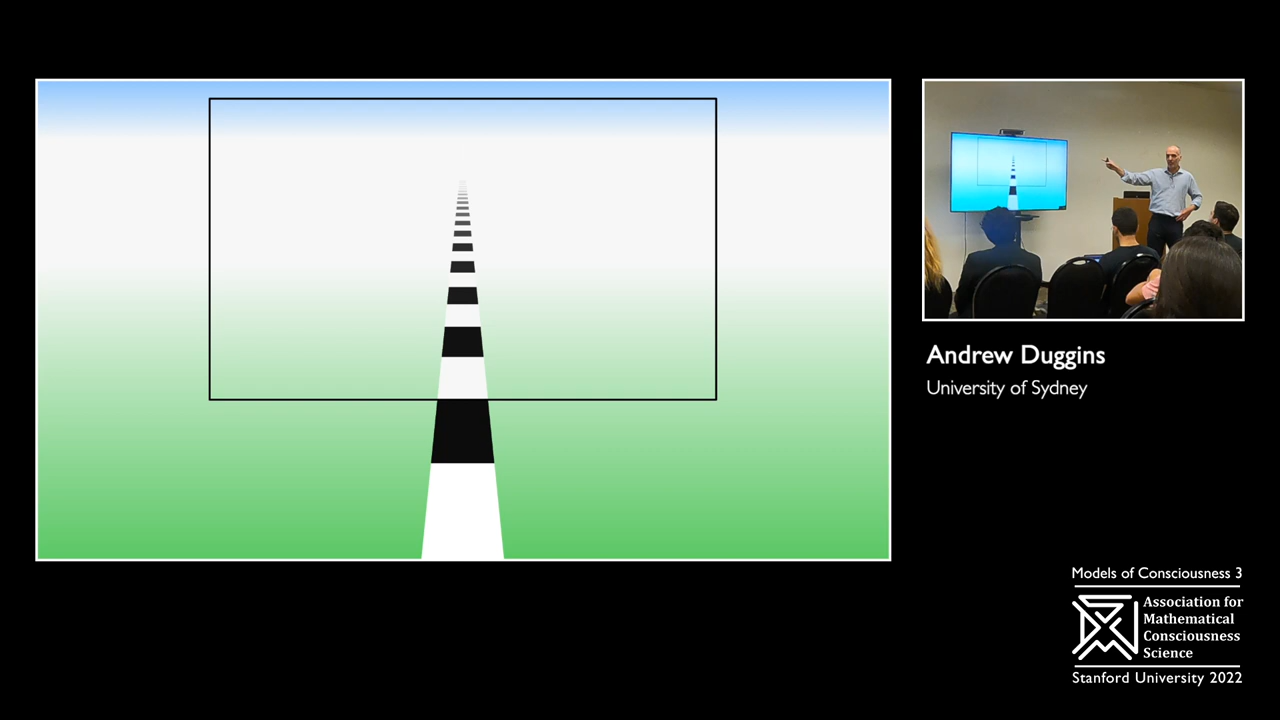 Andrew Duggins
University of Sydney
Models of Consciousness 3
Association for
Mathematical
Consciousness
Science
Stanford University 2022